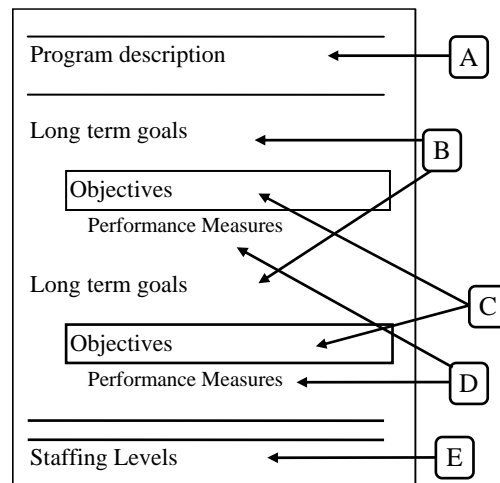 Program description
A
Long term goals
B
Objectives
Performance Measures
Long term goals
C
Objectives
Performance Measures
D
Staffing Levels
E